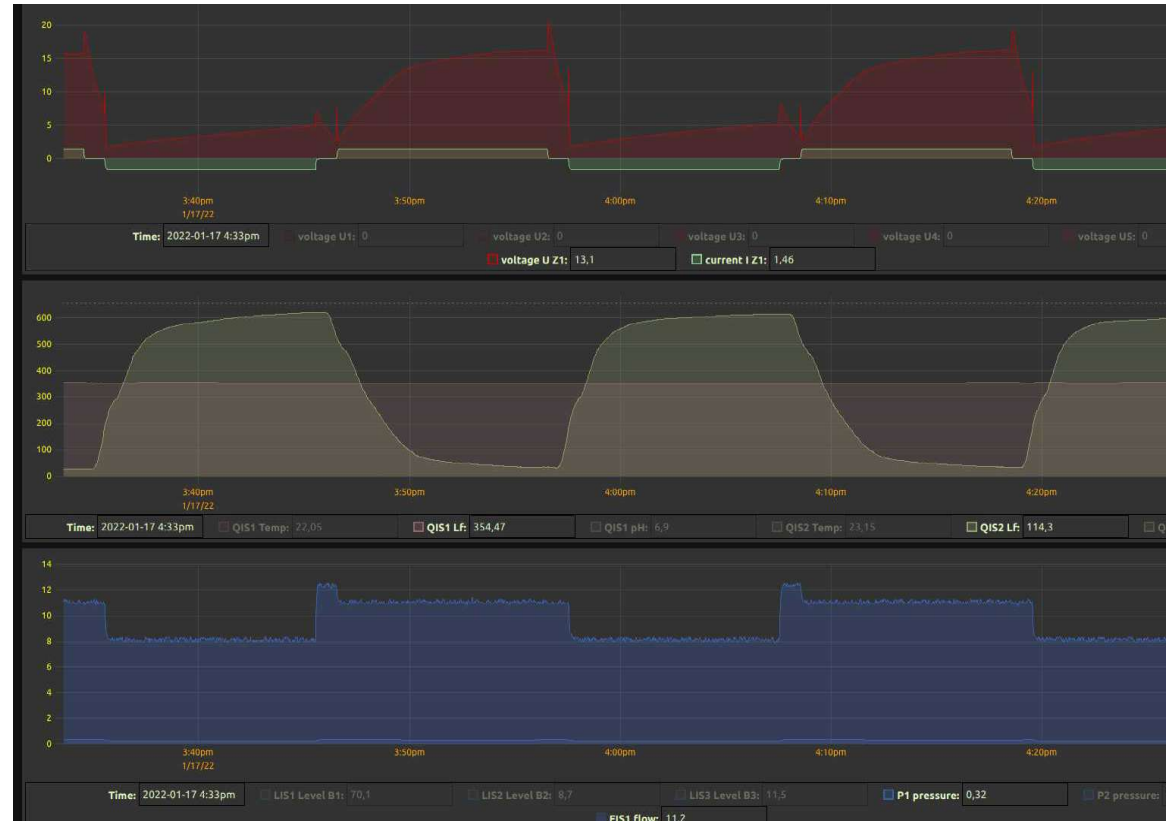 20
15
10
5
0
3:40pm 3:50pm 4:00pm 4:10pm 4:20pm
1/17/22
Time: 2022-01-17 4:33pm voltage U1: 0 voltage U2: 0 voltage U3: 0 voltage U4: 0 voltage U5: 0
voltage U Z1: 13,1 current I Z1: 1,46
600
500
400
300
200
100
0
3:40pm 3:50pm 4:00pm 4:10pm 4:20pm
1/17/22
Time: 2022-01-17 4:33pm QIS1 Temp: 22,05 QIS1 Lf: 354,47 QIS1 pH: 6,9 QIS2 Temp: 23,15 QIS2 Lf: 114,3 Q
14
12
10
8
6
4
2
0
3:40pm 3:50pm 4:00pm 4:10pm 4:20pm
1/17/22
Time: 2022-01-17 4:33pm LIS1 Level B1: 70,1 LIS2 Level B2: 8,7 LIS3 Level B3: 11,5 P1 pressure: 0,32 P2 pressure:
FIS1 flow: 11,2